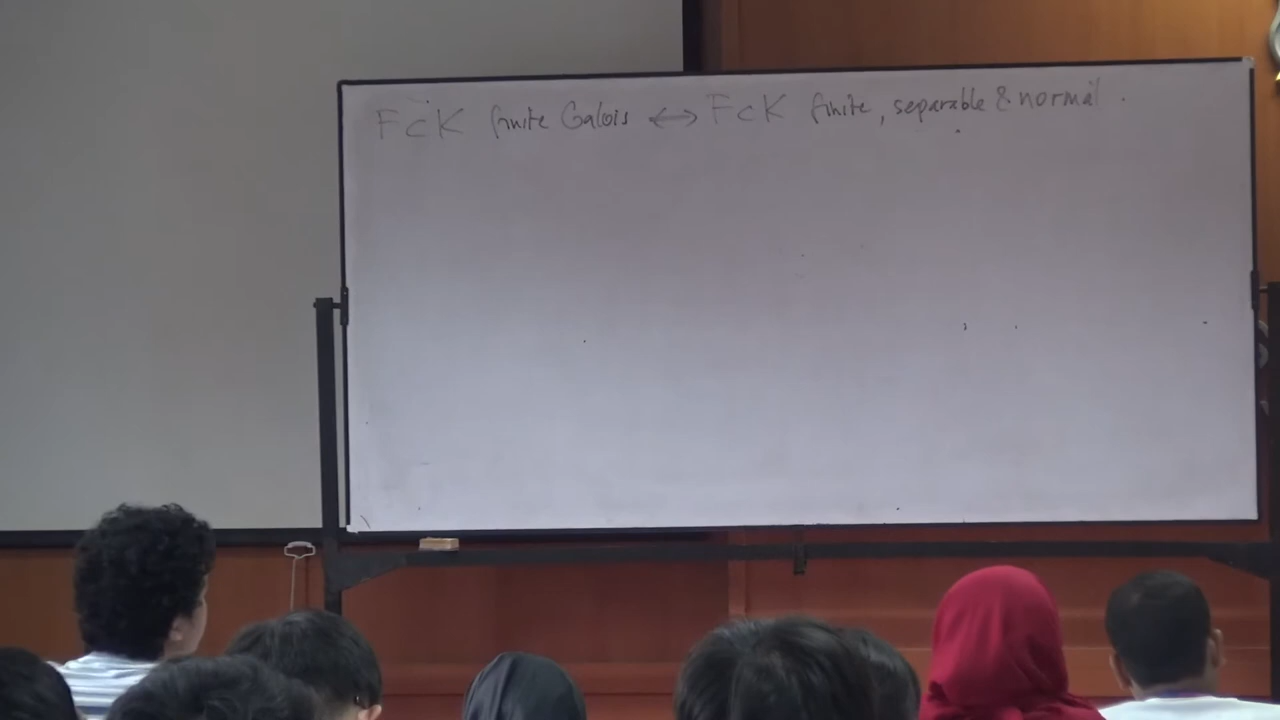 F⊂K finite Galois ↔ F⊂K finite, separable & normal.